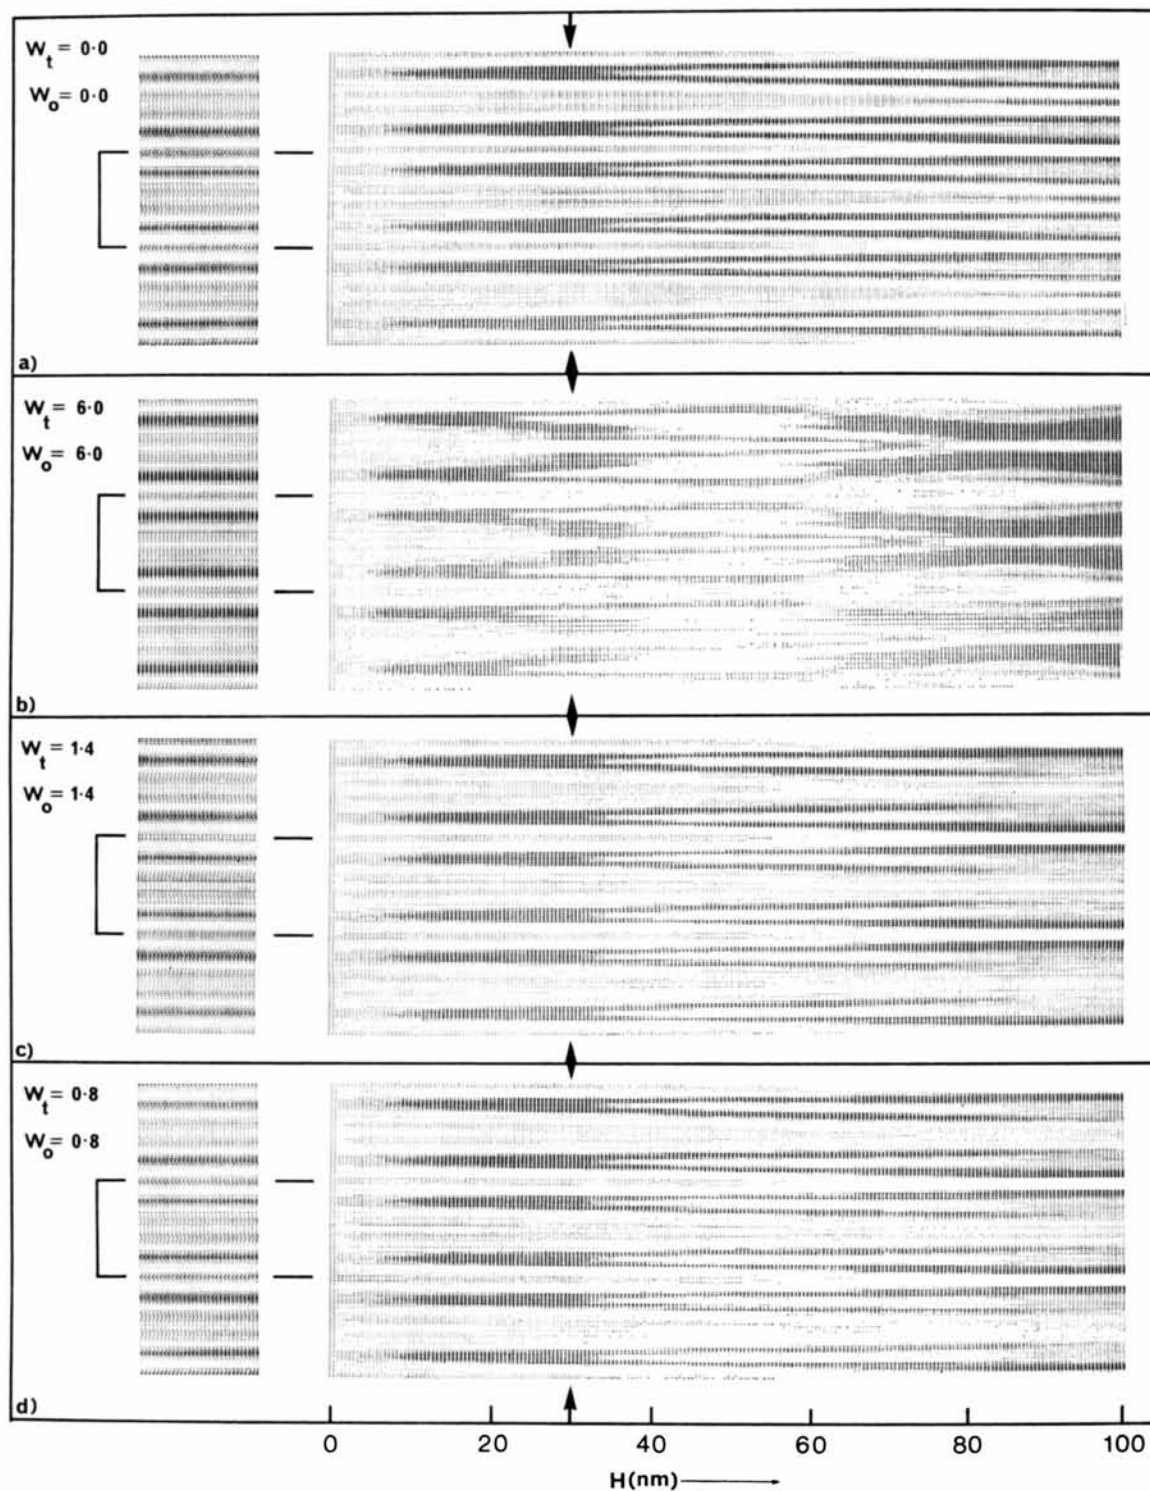 Wt = 0·0
Wo = 0·0
a)
Wt = 6·0
Wo = 6·0
b)
Wt = 1·4
Wo = 1·4
c)
Wt = 0·8
Wo = 0·8
d)
0 20 40 60 80 100
H(nm)